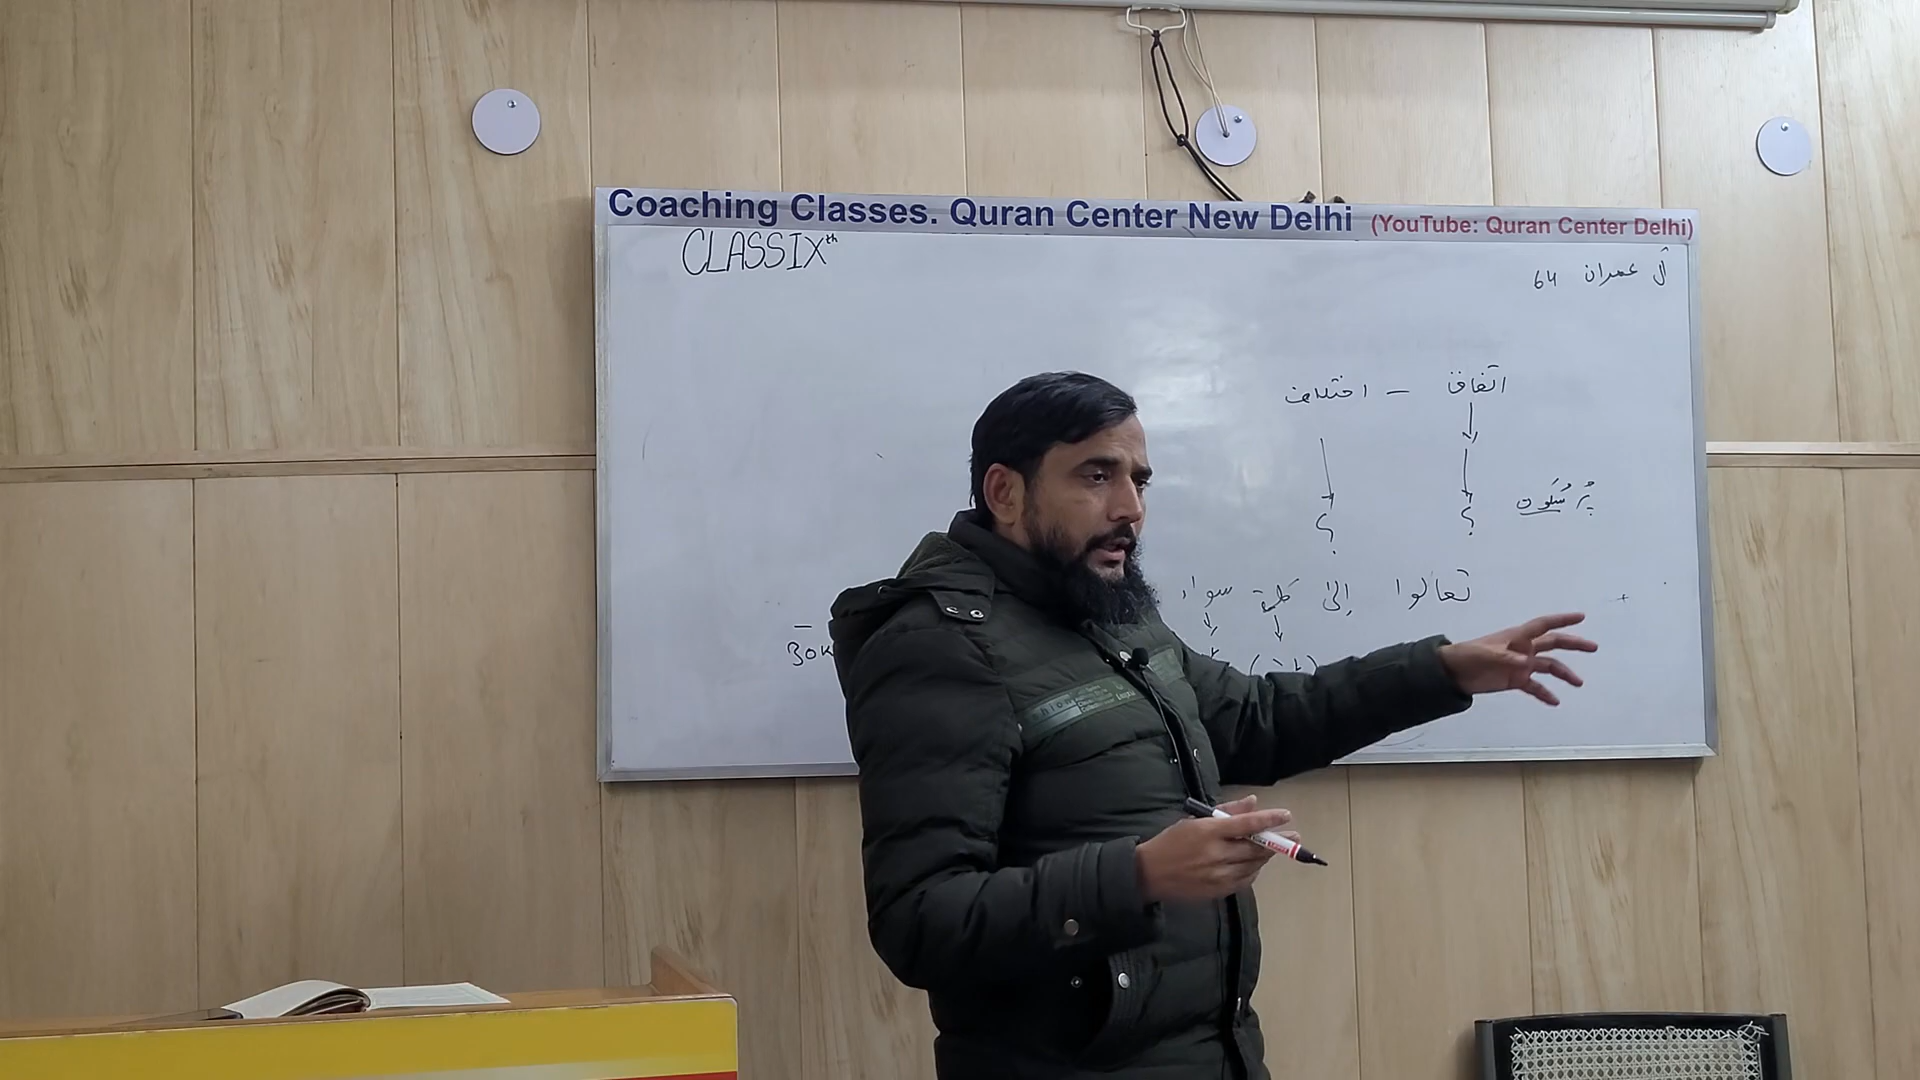 Coaching Classes. Quran Center New Delhi (YouTube: Quran Center Delhi)
CLASS IXth
آل عمران 64
اتفاق – اختلاف
؟ ؟
پُر سُکون
تعالوا إلى كلمة سواء